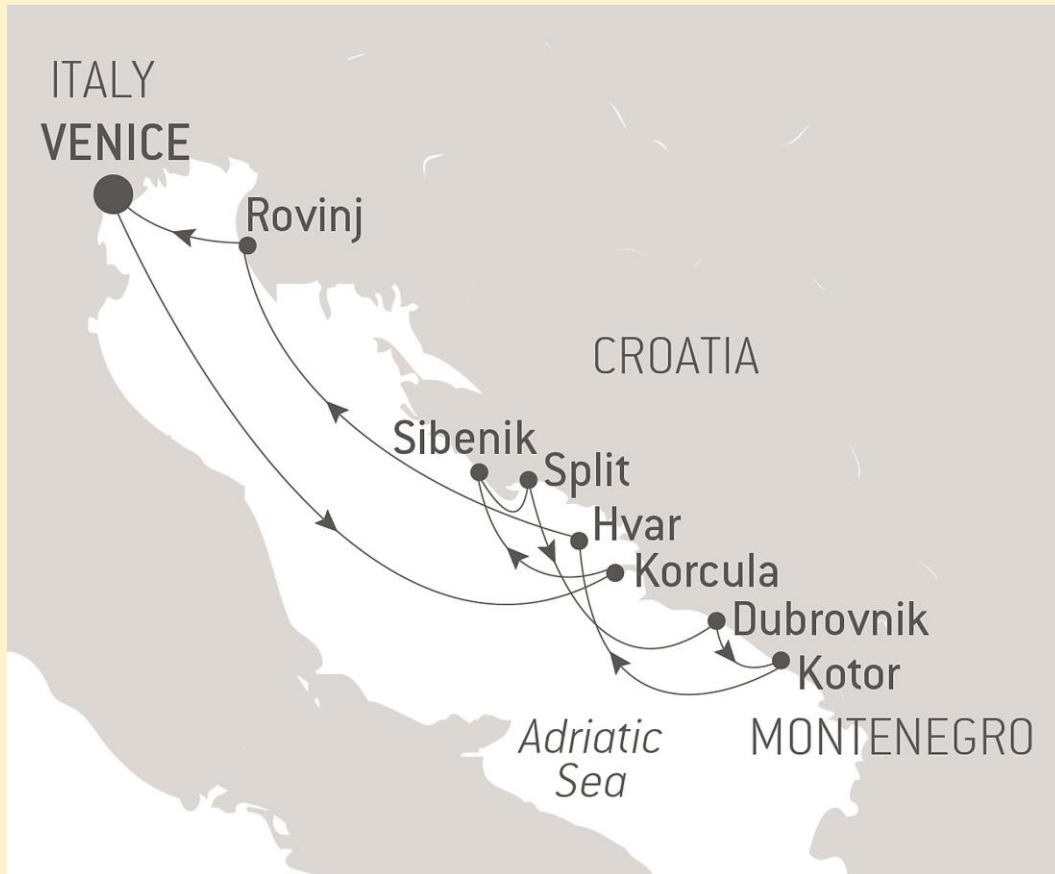 ITALY
VENICE
Rovinj
CROATIA
Sibenik
Split
Hvar
Korcula
Dubrovnik
Kotor
Adriatic
Sea
MONTENEGRO